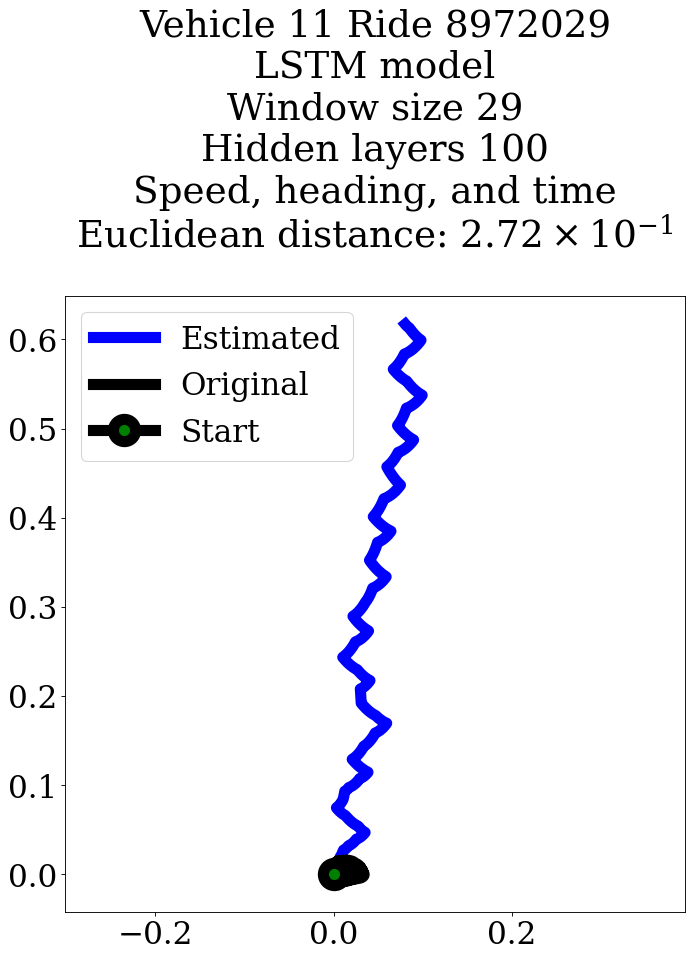 Vehicle 11 Ride 8972029
LSTM model
Window size 29
Hidden layers 100
Speed, heading, and time
Euclidean distance: 2.72 × 10⁻¹
Estimated
Original
Start
0.6
0.5
0.4
0.3
0.2
0.1
0.0
−0.2 0.0 0.2